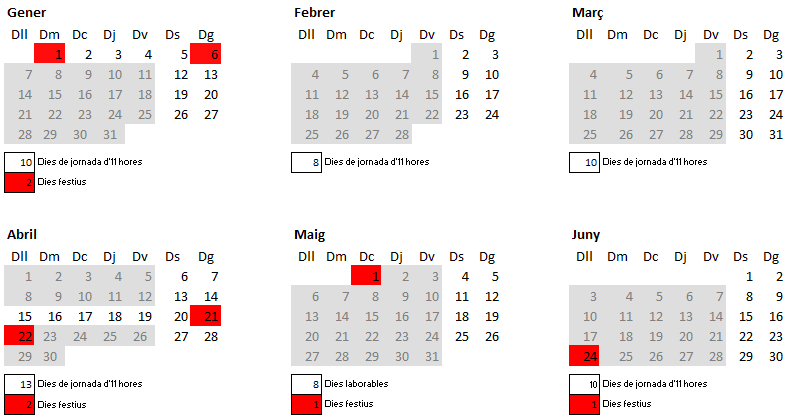 Gener Febrer Març
Dll Dm Dc Dj Dv Ds Dg Dll Dm Dc Dj Dv Ds Dg Dll Dm Dc Dj Dv Ds Dg
1 2 3 4 5 6 1 2 3 1 2 3
7 8 9 10 11 12 13 4 5 6 7 8 9 10 4 5 6 7 8 9 10
14 15 16 17 18 19 20 11 12 13 14 15 16 17 11 12 13 14 15 16 17
21 22 23 24 25 26 27 18 19 20 21 22 23 24 18 19 20 21 22 23 24
28 29 30 31 25 26 27 28 25 26 27 28 29 30 31
10 Dies de jornada d'11 hores 8 Dies de jornada d'11 hores 10 Dies de jornada d'11 hores
2 Dies festius
Abril Maig Juny
Dll Dm Dc Dj Dv Ds Dg Dll Dm Dc Dj Dv Ds Dg Dll Dm Dc Dj Dv Ds Dg
1 2 3 4 5 6 7 1 2 3 4 5 1 2
8 9 10 11 12 13 14 6 7 8 9 10 11 12 3 4 5 6 7 8 9
15 16 17 18 19 20 21 13 14 15 16 17 18 19 10 11 12 13 14 15 16
22 23 24 25 26 27 28 20 21 22 23 24 25 26 17 18 19 20 21 22 23
29 30 27 28 29 30 31 24 25 26 27 28 29 30
13 Dies de jornada d'11 hores 8 Dies laborables 10 Dies de jornada d'11 hores
2 Dies festius 1 Dies festius 1 Dies festius